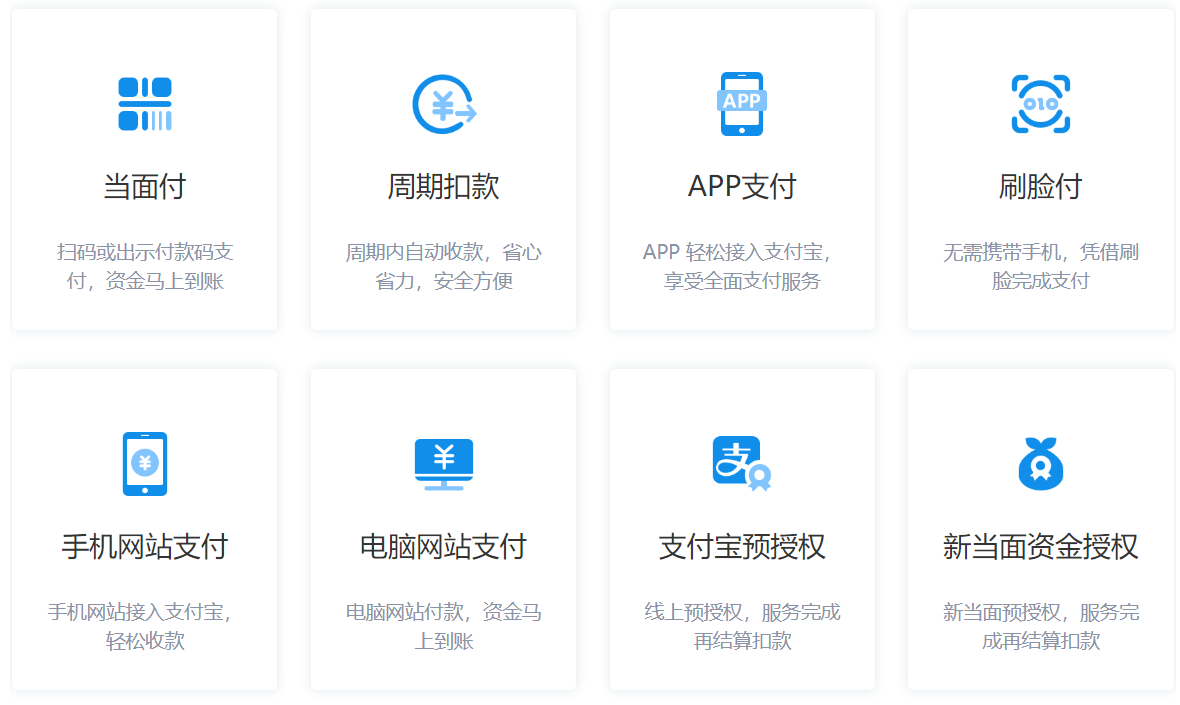 APP
010
当面付
周期扣款
APP支付
刷脸付
扫码或出示付款码支
付，资金马上到账
周期内自动收款，省心
省力，安全方便
APP 轻松接入支付宝，
享受全面支付服务
无需携带手机，凭借刷
脸完成支付
¥
¥
支
手机网站支付
电脑网站支付
支付宝预授权
新当面资金授权
手机网站接入支付宝，
轻松收款
电脑网站付款，资金马
上到账
线上预授权，服务完成
再结算扣款
新当面预授权，服务完
成再结算扣款